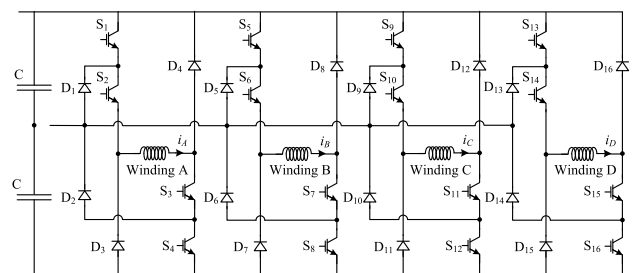 S1 S5 S9 S13
C D1 S2 D4 D5 S6 D8 D9 S10 D12 D13 S14 D16
iA iB iC iD
Winding A Winding B Winding C Winding D
C D2 S3 D6 S7 D10 S11 D14 S15
D3 S4 D7 S8 D11 S12 D15 S16